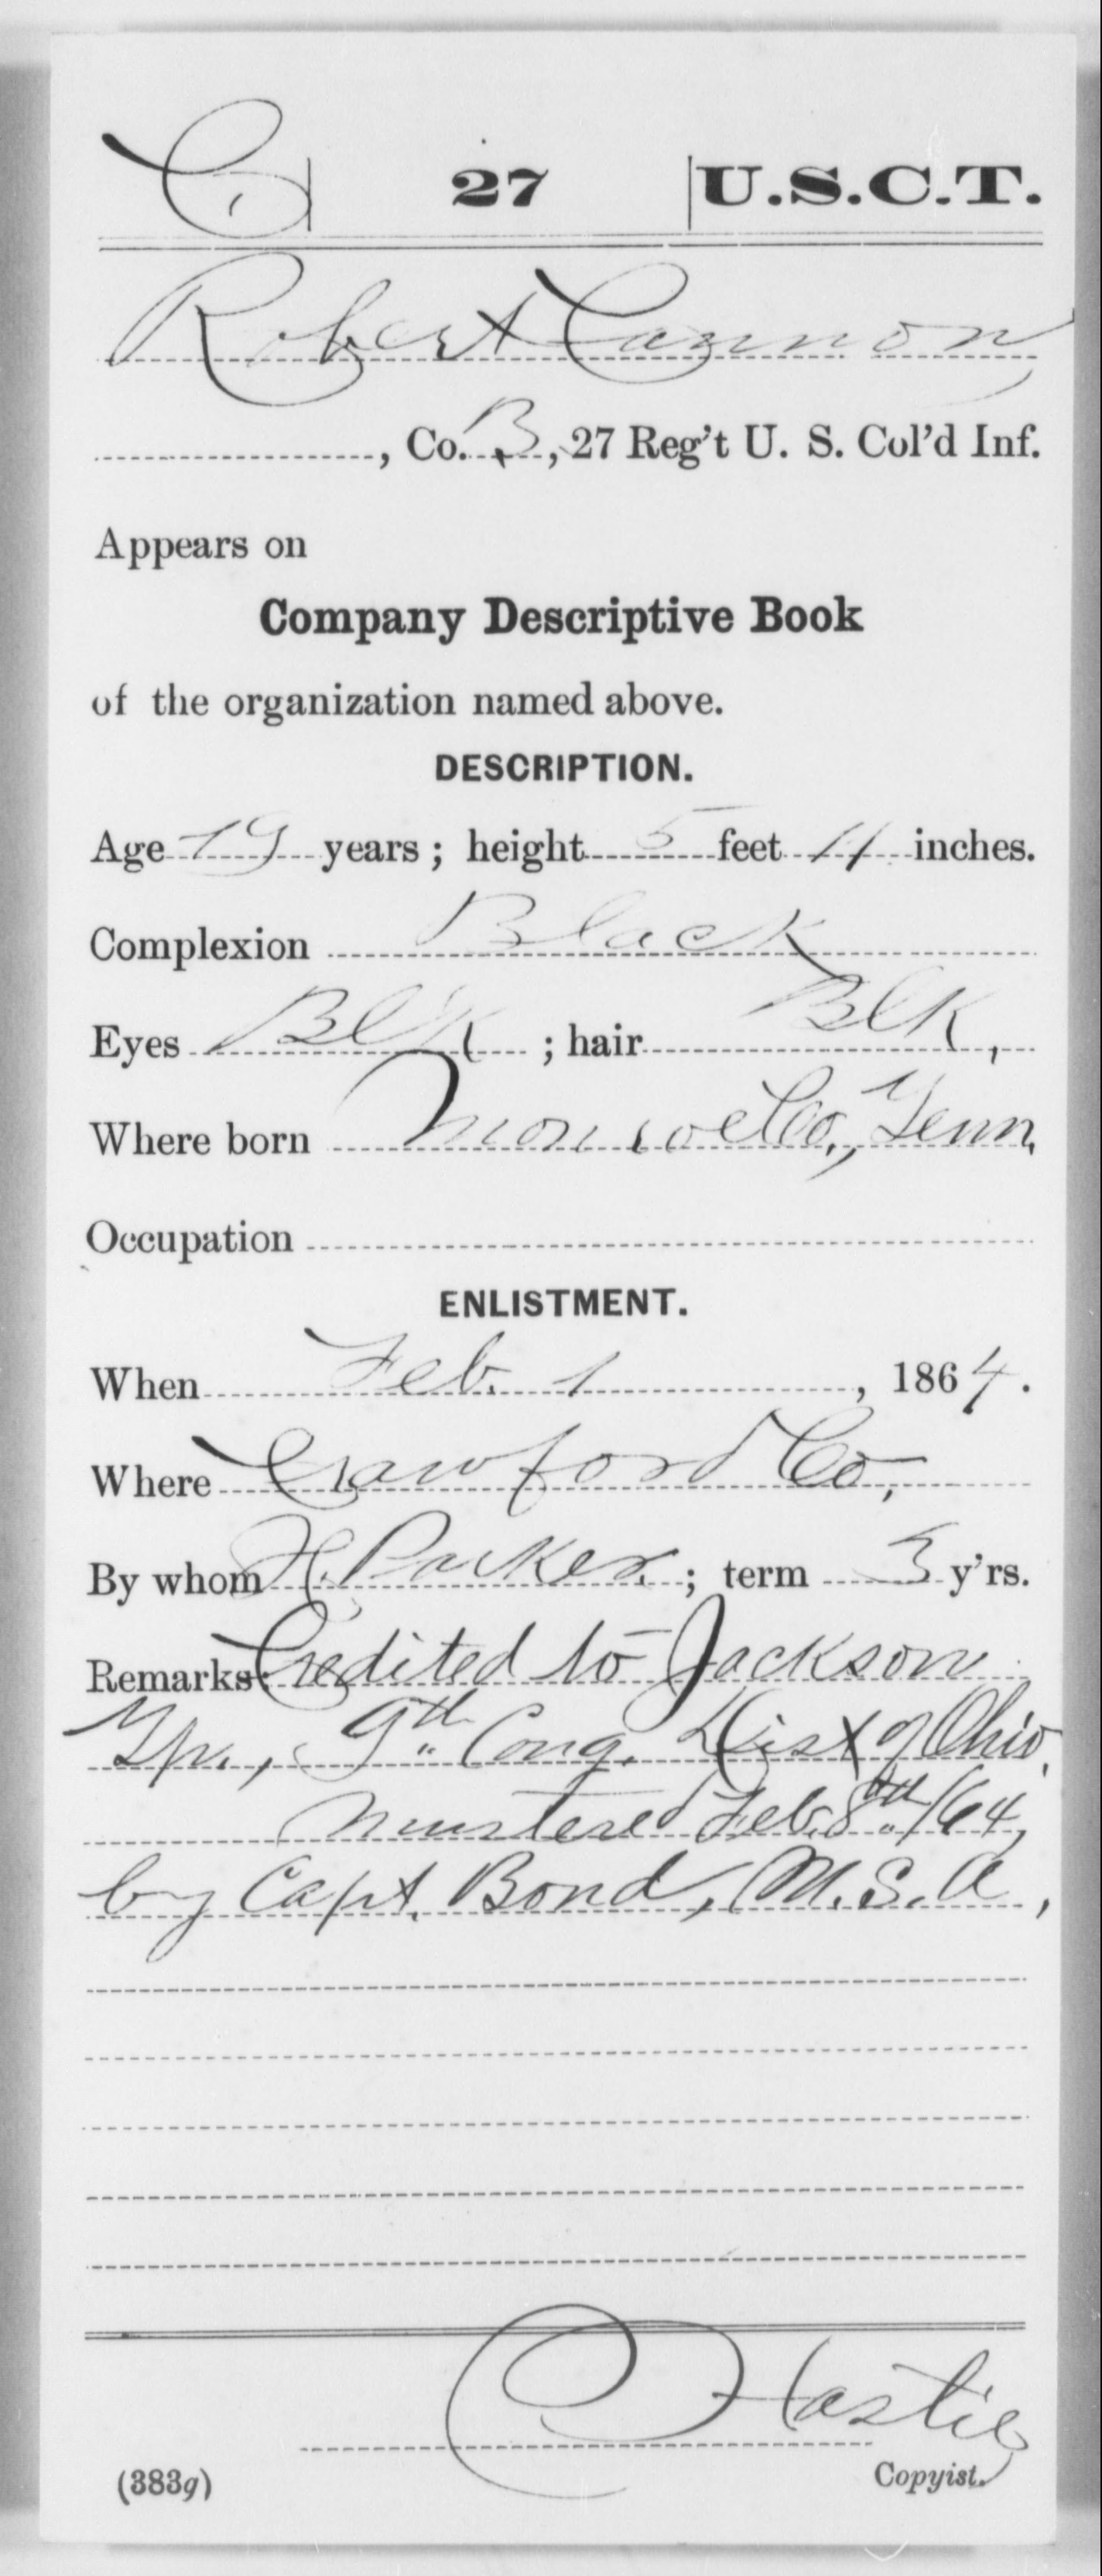 C | 27 | U.S.C.T.
Robert Cannon
, Co. B, 27 Reg't U. S. Col'd Inf.
Appears on
Company Descriptive Book
of the organization named above.
DESCRIPTION.
Age 19 years; height 5 feet 11 inches.
Complexion Black
Eyes Bl'k ; hair Blk,
Where born Monroe Co., Tenn,
Occupation
ENLISTMENT.
When Feb. 1, 1864.
Where Crawford Co,
By whom H. Parker. ; term 3 y'rs.
Remarks: Credited to Jackson
Tp., 9th Cong. Dist of Ohio.
Mustered Feb. 8th/64,
by Capt. Bond, M.S.A,
Hastie
(383g) Copyist.